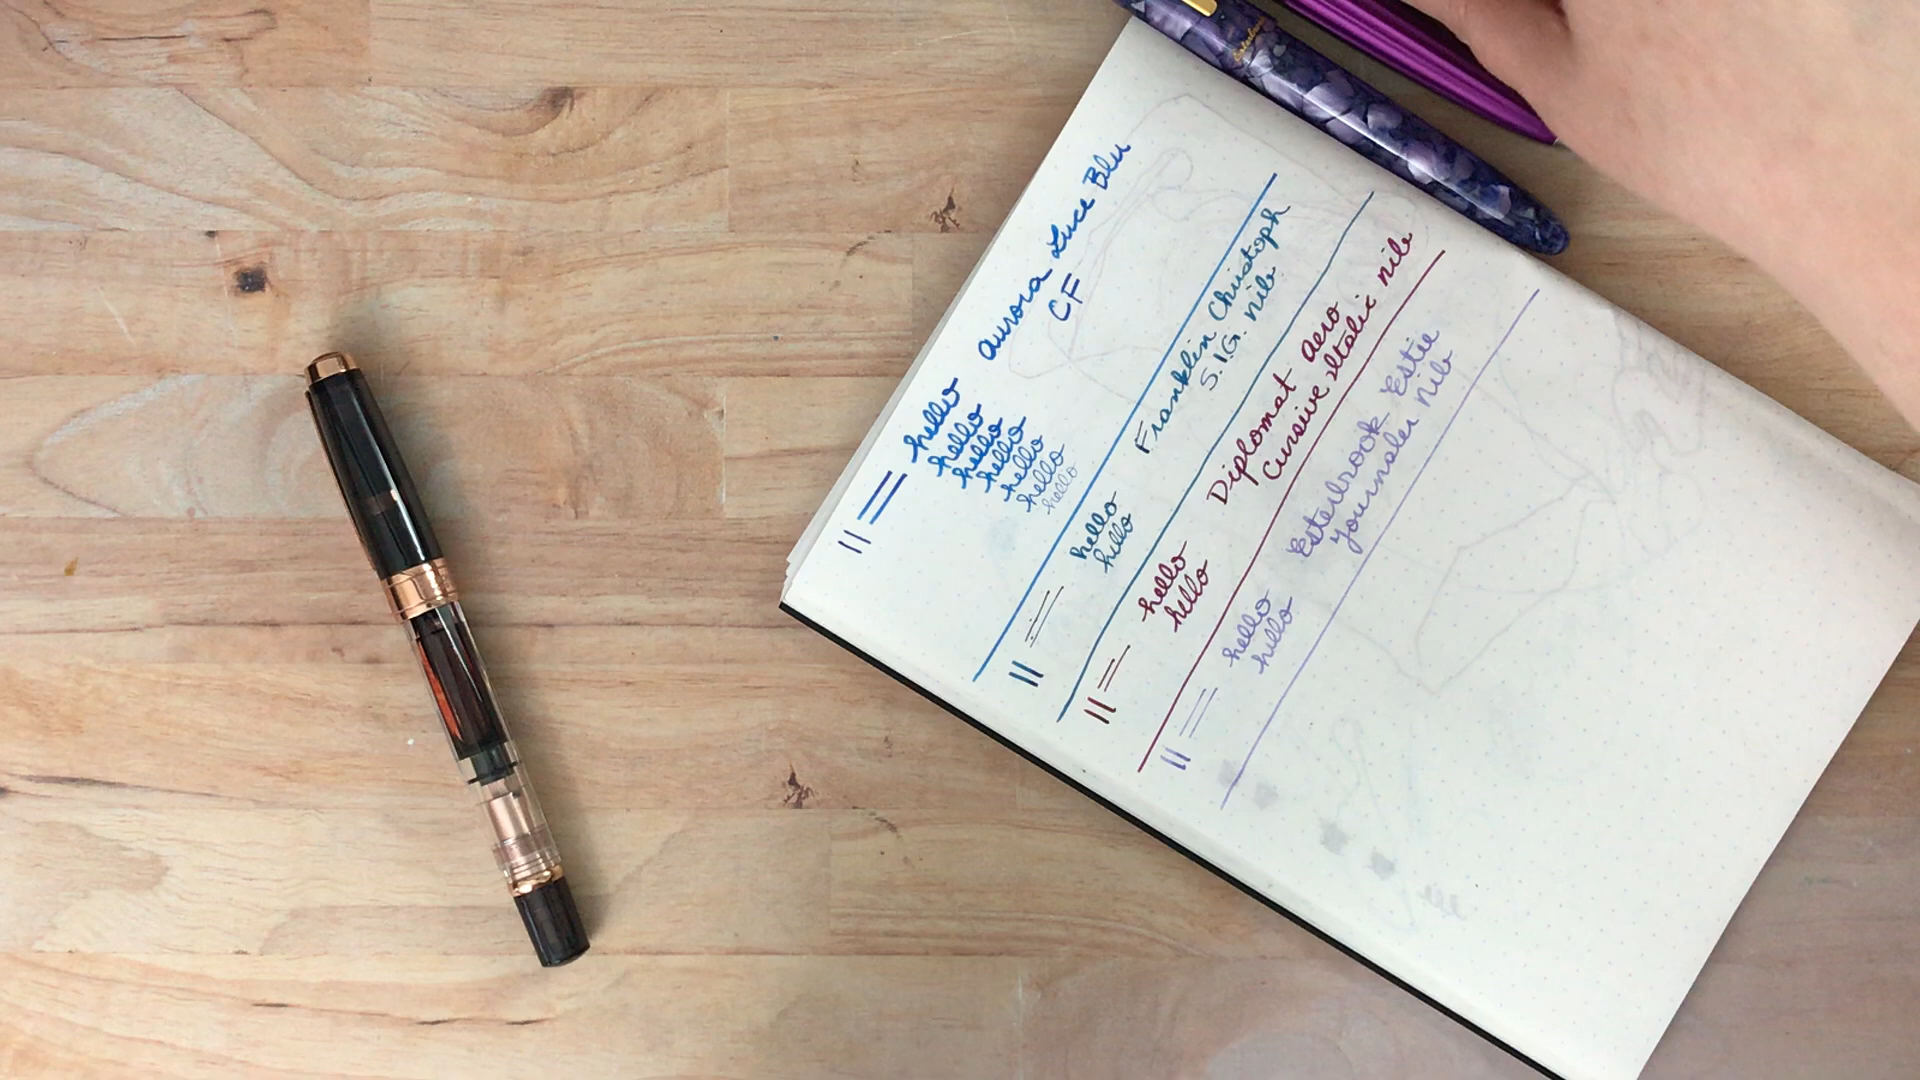 Esterbrook
Aurora Luce Blu
CF
hello
hello
hello
hello
hello
hello
hello
Franklin Christoph
S.I.G. nib
hello
hello
Diplomat Aero
Cursive Italic nib
hello
hello
Esterbrook Estie
Journaler nib
hello
hello